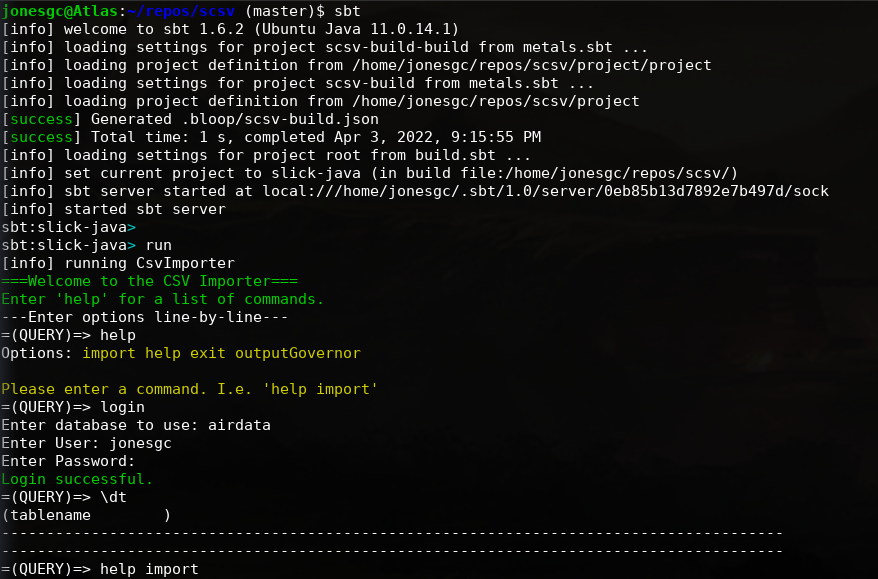 jonesgc@Atlas:~/repos/scsv (master)$ sbt
[info] welcome to sbt 1.6.2 (Ubuntu Java 11.0.14.1)
[info] loading settings for project scsv-build-build from metals.sbt ...
[info] loading project definition from /home/jonesgc/repos/scsv/project/project
[info] loading settings for project scsv-build from metals.sbt ...
[info] loading project definition from /home/jonesgc/repos/scsv/project
[success] Generated .bloop/scsv-build.json
[success] Total time: 1 s, completed Apr 3, 2022, 9:15:55 PM
[info] loading settings for project root from build.sbt ...
[info] set current project to slick-java (in build file:/home/jonesgc/repos/scsv/)
[info] sbt server started at local:///home/jonesgc/.sbt/1.0/server/0eb85b13d7892e7b497d/sock
[info] started sbt server
sbt:slick-java>
sbt:slick-java> run
[info] running CsvImporter
===Welcome to the CSV Importer===
Enter 'help' for a list of commands.
---Enter options line-by-line---
=(QUERY)=> help
Options: import help exit outputGovernor
Please enter a command. I.e. 'help import'
=(QUERY)=> login
Enter database to use: airdata
Enter User: jonesgc
Enter Password:
Login successful.
=(QUERY)=> \dt
(tablename        )
---------------------------------------------------------------------------------------
---------------------------------------------------------------------------------------
=(QUERY)=> help import